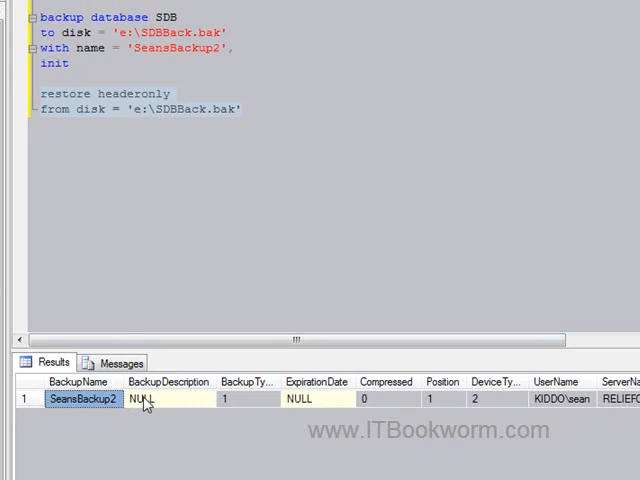 backup database SDB
to disk = 'e:\SDBBack.bak'
with name = 'SeansBackup2',
init
restore headeronly
from disk = 'e:\SDBBack.bak'
Results Messages
BackupName BackupDescription BackupTy... ExpirationDate Compressed Position DeviceTy... UserName ServerNa
1 SeansBackup2 NULL 1 NULL 0 1 2 KIDDO\sean RELIEFC
www.ITBookworm.com